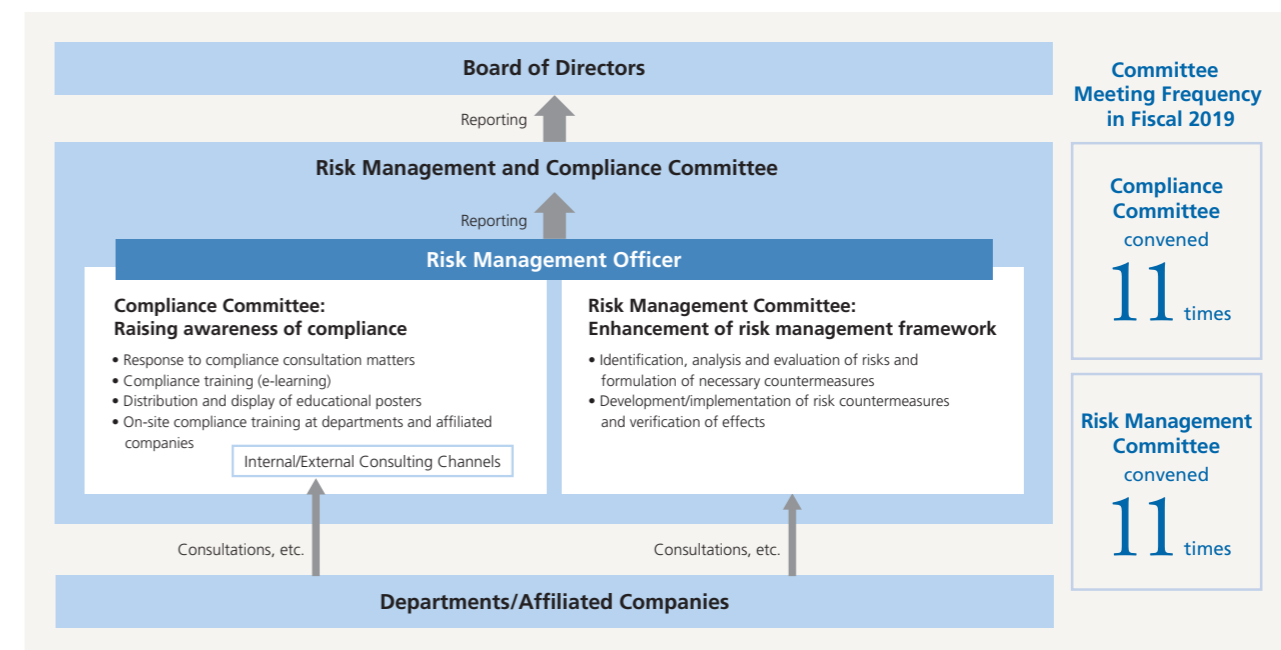 Board of Directors
Reporting
Risk Management and Compliance Committee
Reporting
Risk Management Officer
Compliance Committee:
Raising awareness of compliance
• Response to compliance consultation matters
• Compliance training (e-learning)
• Distribution and display of educational posters
• On-site compliance training at departments and affiliated
companies
Internal/External Consulting Channels
Risk Management Committee:
Enhancement of risk management framework
• Identification, analysis and evaluation of risks and
formulation of necessary countermeasures
• Development/implementation of risk countermeasures
and verification of effects
Consultations, etc.
Consultations, etc.
Departments/Affiliated Companies
Committee
Meeting Frequency
in Fiscal 2019
Compliance
Committee
convened
11 times
Risk Management
Committee
convened
11 times